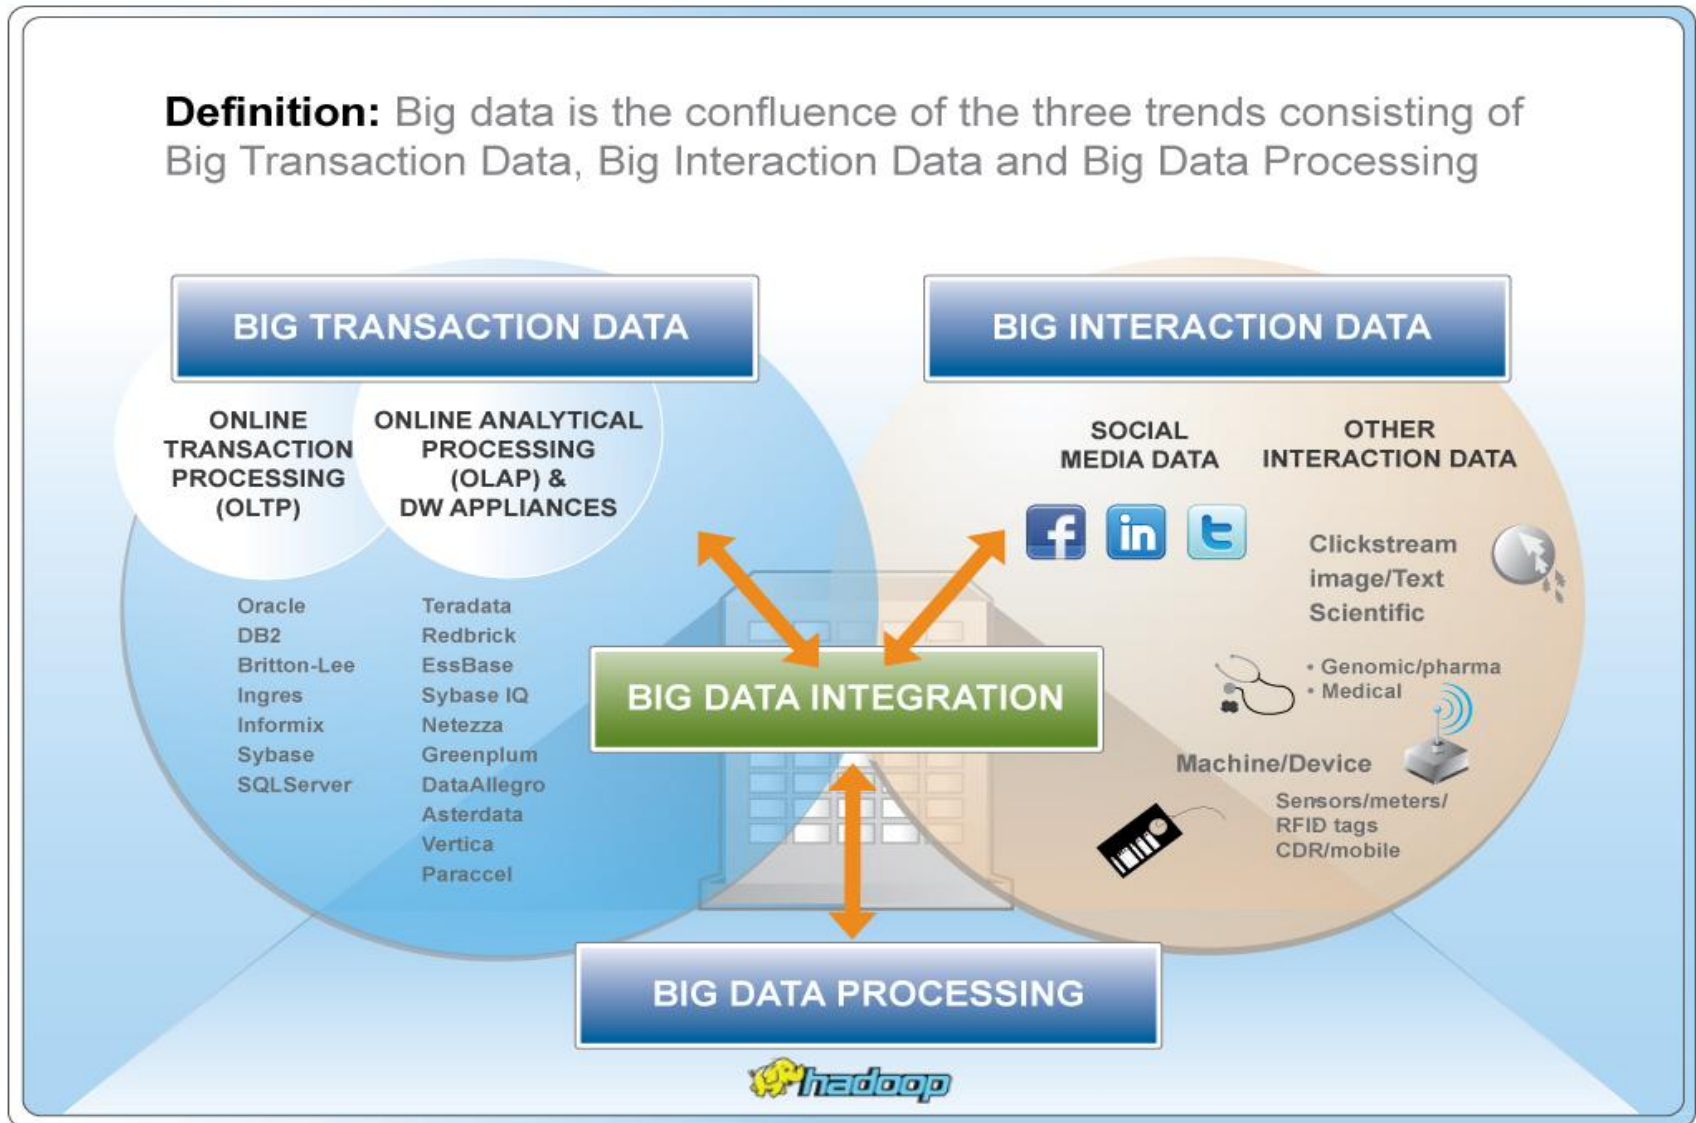 Definition: Big data is the confluence of the three trends consisting of
Big Transaction Data, Big Interaction Data and Big Data Processing
BIG TRANSACTION DATA
ONLINE
TRANSACTION
PROCESSING
(OLTP)
Oracle
DB2
Britton-Lee
Ingres
Informix
Sybase
SQLServer
ONLINE ANALYTICAL
PROCESSING
(OLAP) &
DW APPLIANCES
Teradata
Redbrick
EssBase
Sybase IQ
Netezza
Greenplum
DataAllegro
Asterdata
Vertica
Paraccel
BIG INTERACTION DATA
SOCIAL
MEDIA DATA
f
in
t
OTHER
INTERACTION DATA
Clickstream
image/Text
Scientific
• Genomic/pharma
• Medical
Machine/Device
Sensors/meters/
RFID tags
CDR/mobile
BIG DATA INTEGRATION
BIG DATA PROCESSING
hadoop